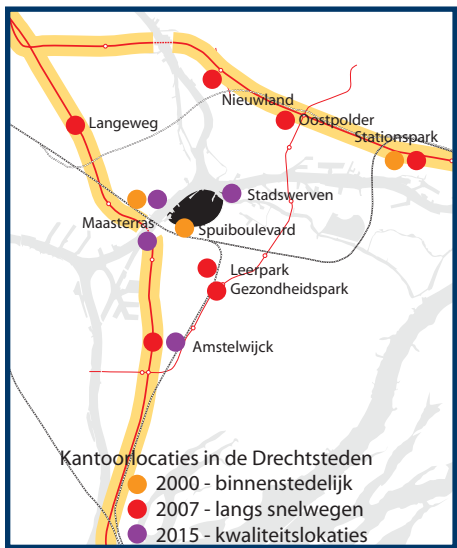 Nieuwland
Langeweg
Oostpolder
Stationspark
Stadswerven
Maasterras
Spuiboulevard
Leerpark
Gezondheidspark
Amstelwijck
Kantoorlocaties in de Drechtsteden
2000 - binnenstedelijk
2007 - langs snelwegen
2015 - kwaliteitslokaties